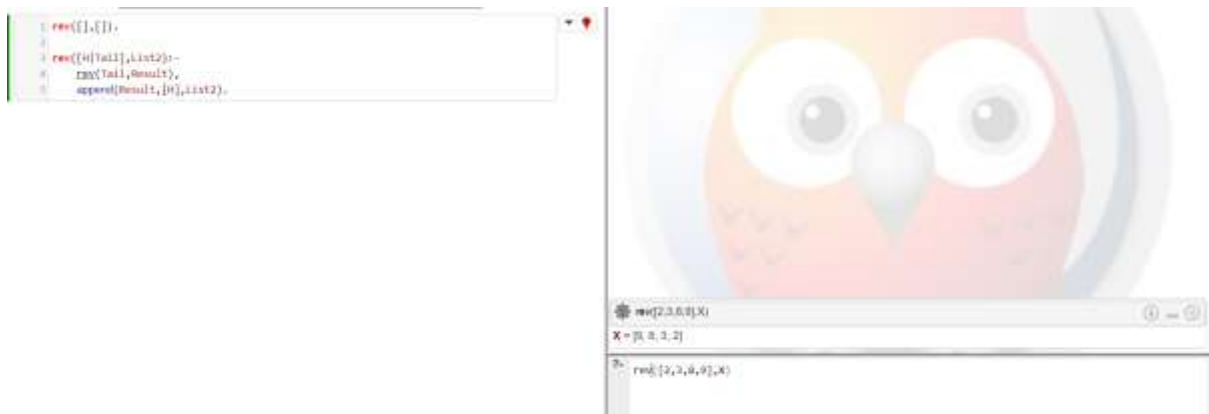 1 rev([],[]).
2
3 rev([H|Tail],List2):-
4 rev(Tail,Result),
5 append(Result,[H],List2).
rev([2,3,8,9],X)
X = [9, 8, 3, 2]
?- rev([2,3,8,9],X)